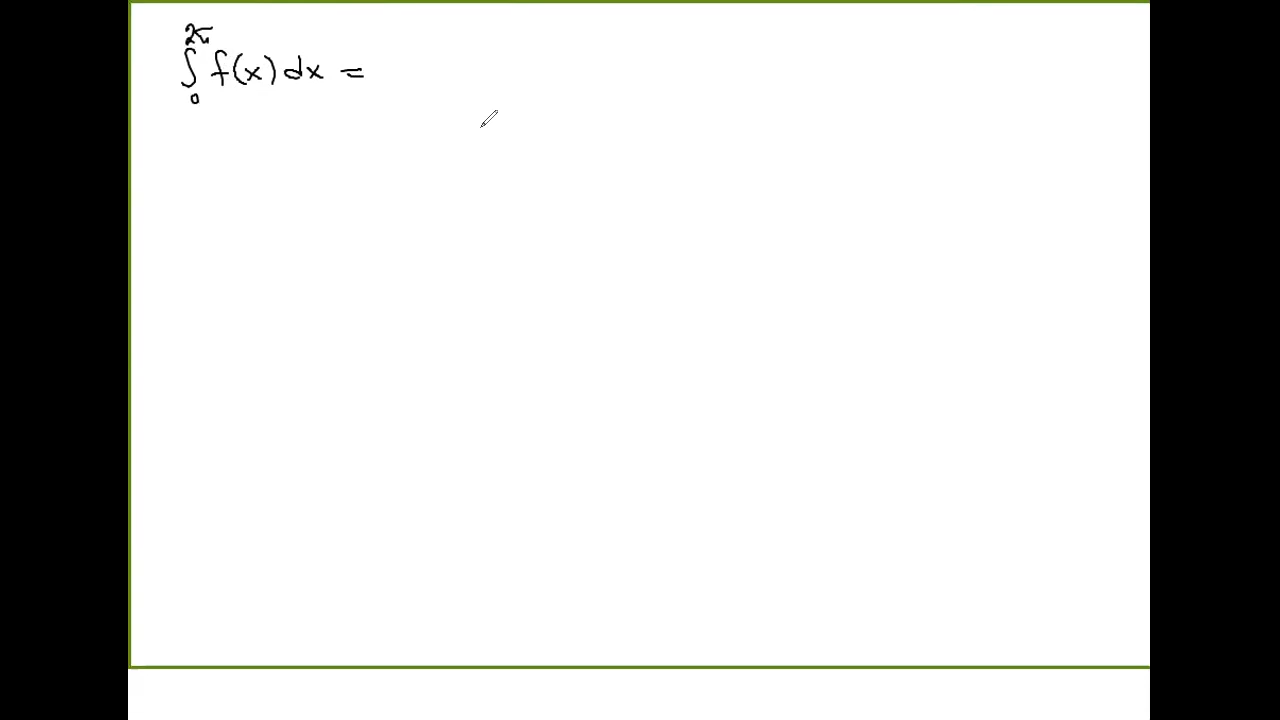 ∫₀^{2π} f(x) dx =